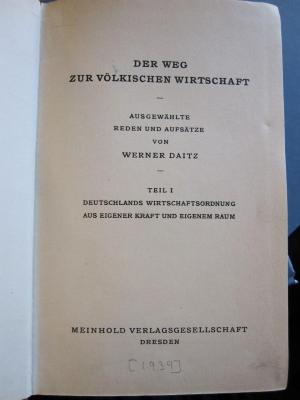 DER WEG
ZUR VÖLKISCHEN WIRTSCHAFT
—
AUSGEWÄHLTE
REDEN UND AUFSÄTZE
VON
WERNER DAITZ
—
TEIL I
DEUTSCHLANDS WIRTSCHAFTSORDNUNG
AUS EIGENER KRAFT UND EIGENEM RAUM
MEINHOLD VERLAGSGESELLSCHAFT
DRESDEN
[1939]